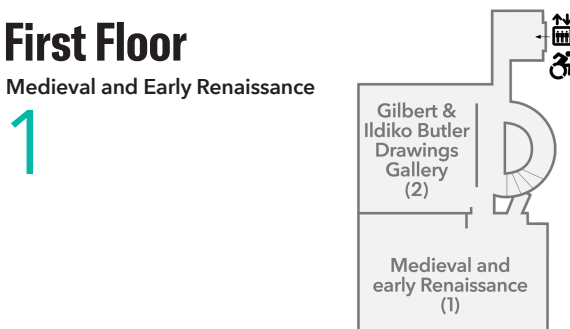 First Floor
Medieval and Early Renaissance
1
Gilbert &
Ildiko Butler
Drawings
Gallery
(2)
Medieval and
early Renaissance
(1)